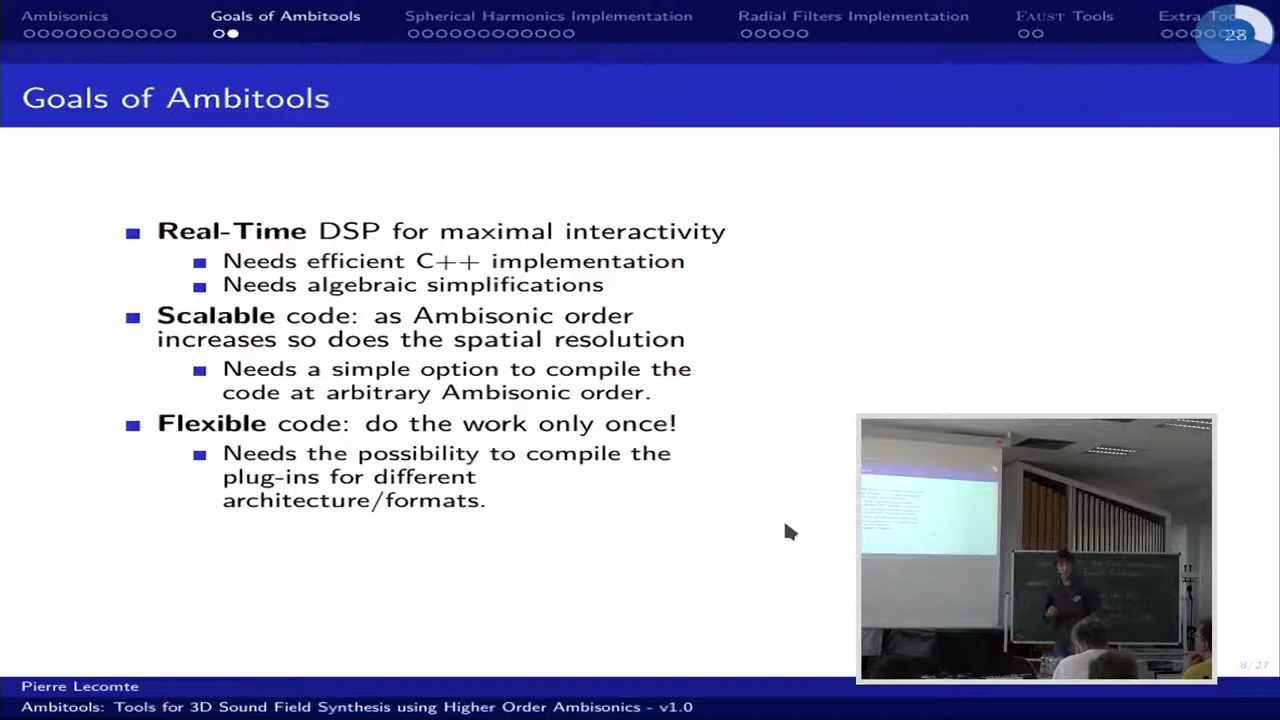 Ambisonics
Goals of Ambitools
Spherical Harmonics Implementation
Radial Filters Implementation
FAUST Tools
Extra
28
Goals of Ambitools
Real-Time DSP for maximal interactivity
Needs efficient C++ implementation
Needs algebraic simplifications
Scalable code: as Ambisonic order
increases so does the spatial resolution
Needs a simple option to compile the
code at arbitrary Ambisonic order.
Flexible code: do the work only once!
Needs the possibility to compile the
plug-ins for different
architecture/formats.
8/27
Pierre Lecomte
Ambitools: Tools for 3D Sound Field Synthesis using Higher Order Ambisonics - v1.0